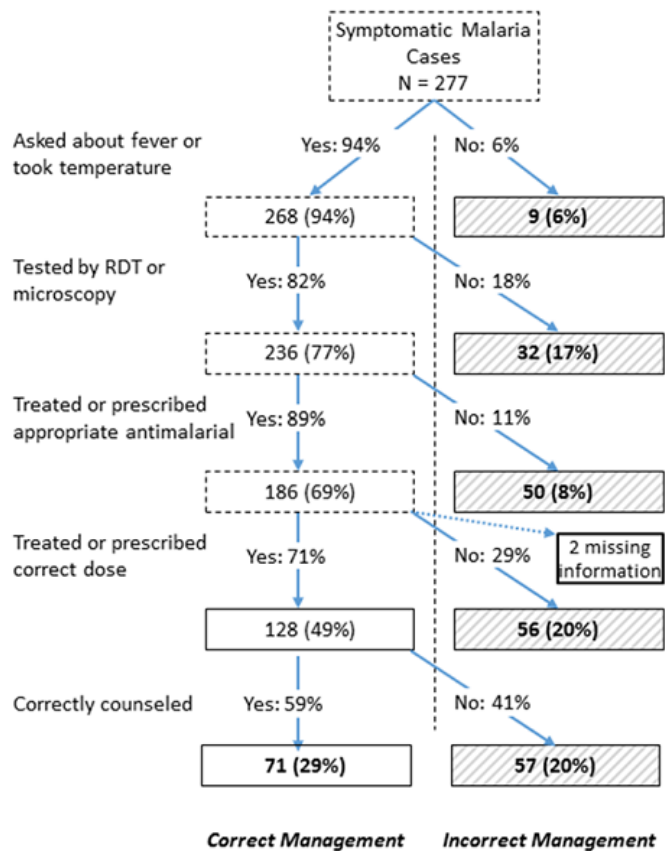 Symptomatic Malaria
Cases
N = 277
Asked about fever or
took temperature
Yes: 94%
No: 6%
268 (94%)
9 (6%)
Tested by RDT or
microscopy
Yes: 82%
No: 18%
236 (77%)
32 (17%)
Treated or prescribed
appropriate antimalarial
Yes: 89%
No: 11%
186 (69%)
50 (8%)
Treated or prescribed
correct dose
Yes: 71%
No: 29%
2 missing
information
128 (49%)
56 (20%)
Correctly counseled
Yes: 59%
No: 41%
71 (29%)
57 (20%)
Correct Management
Incorrect Management